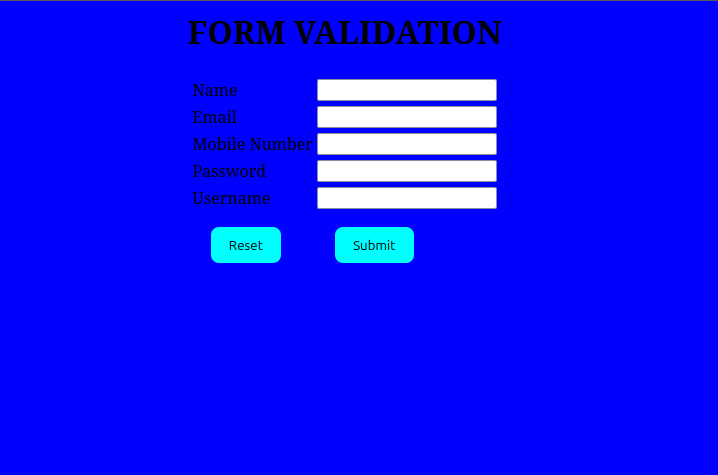 FORM VALIDATION
Name
Email
Mobile Number
Password
Username
Reset Submit